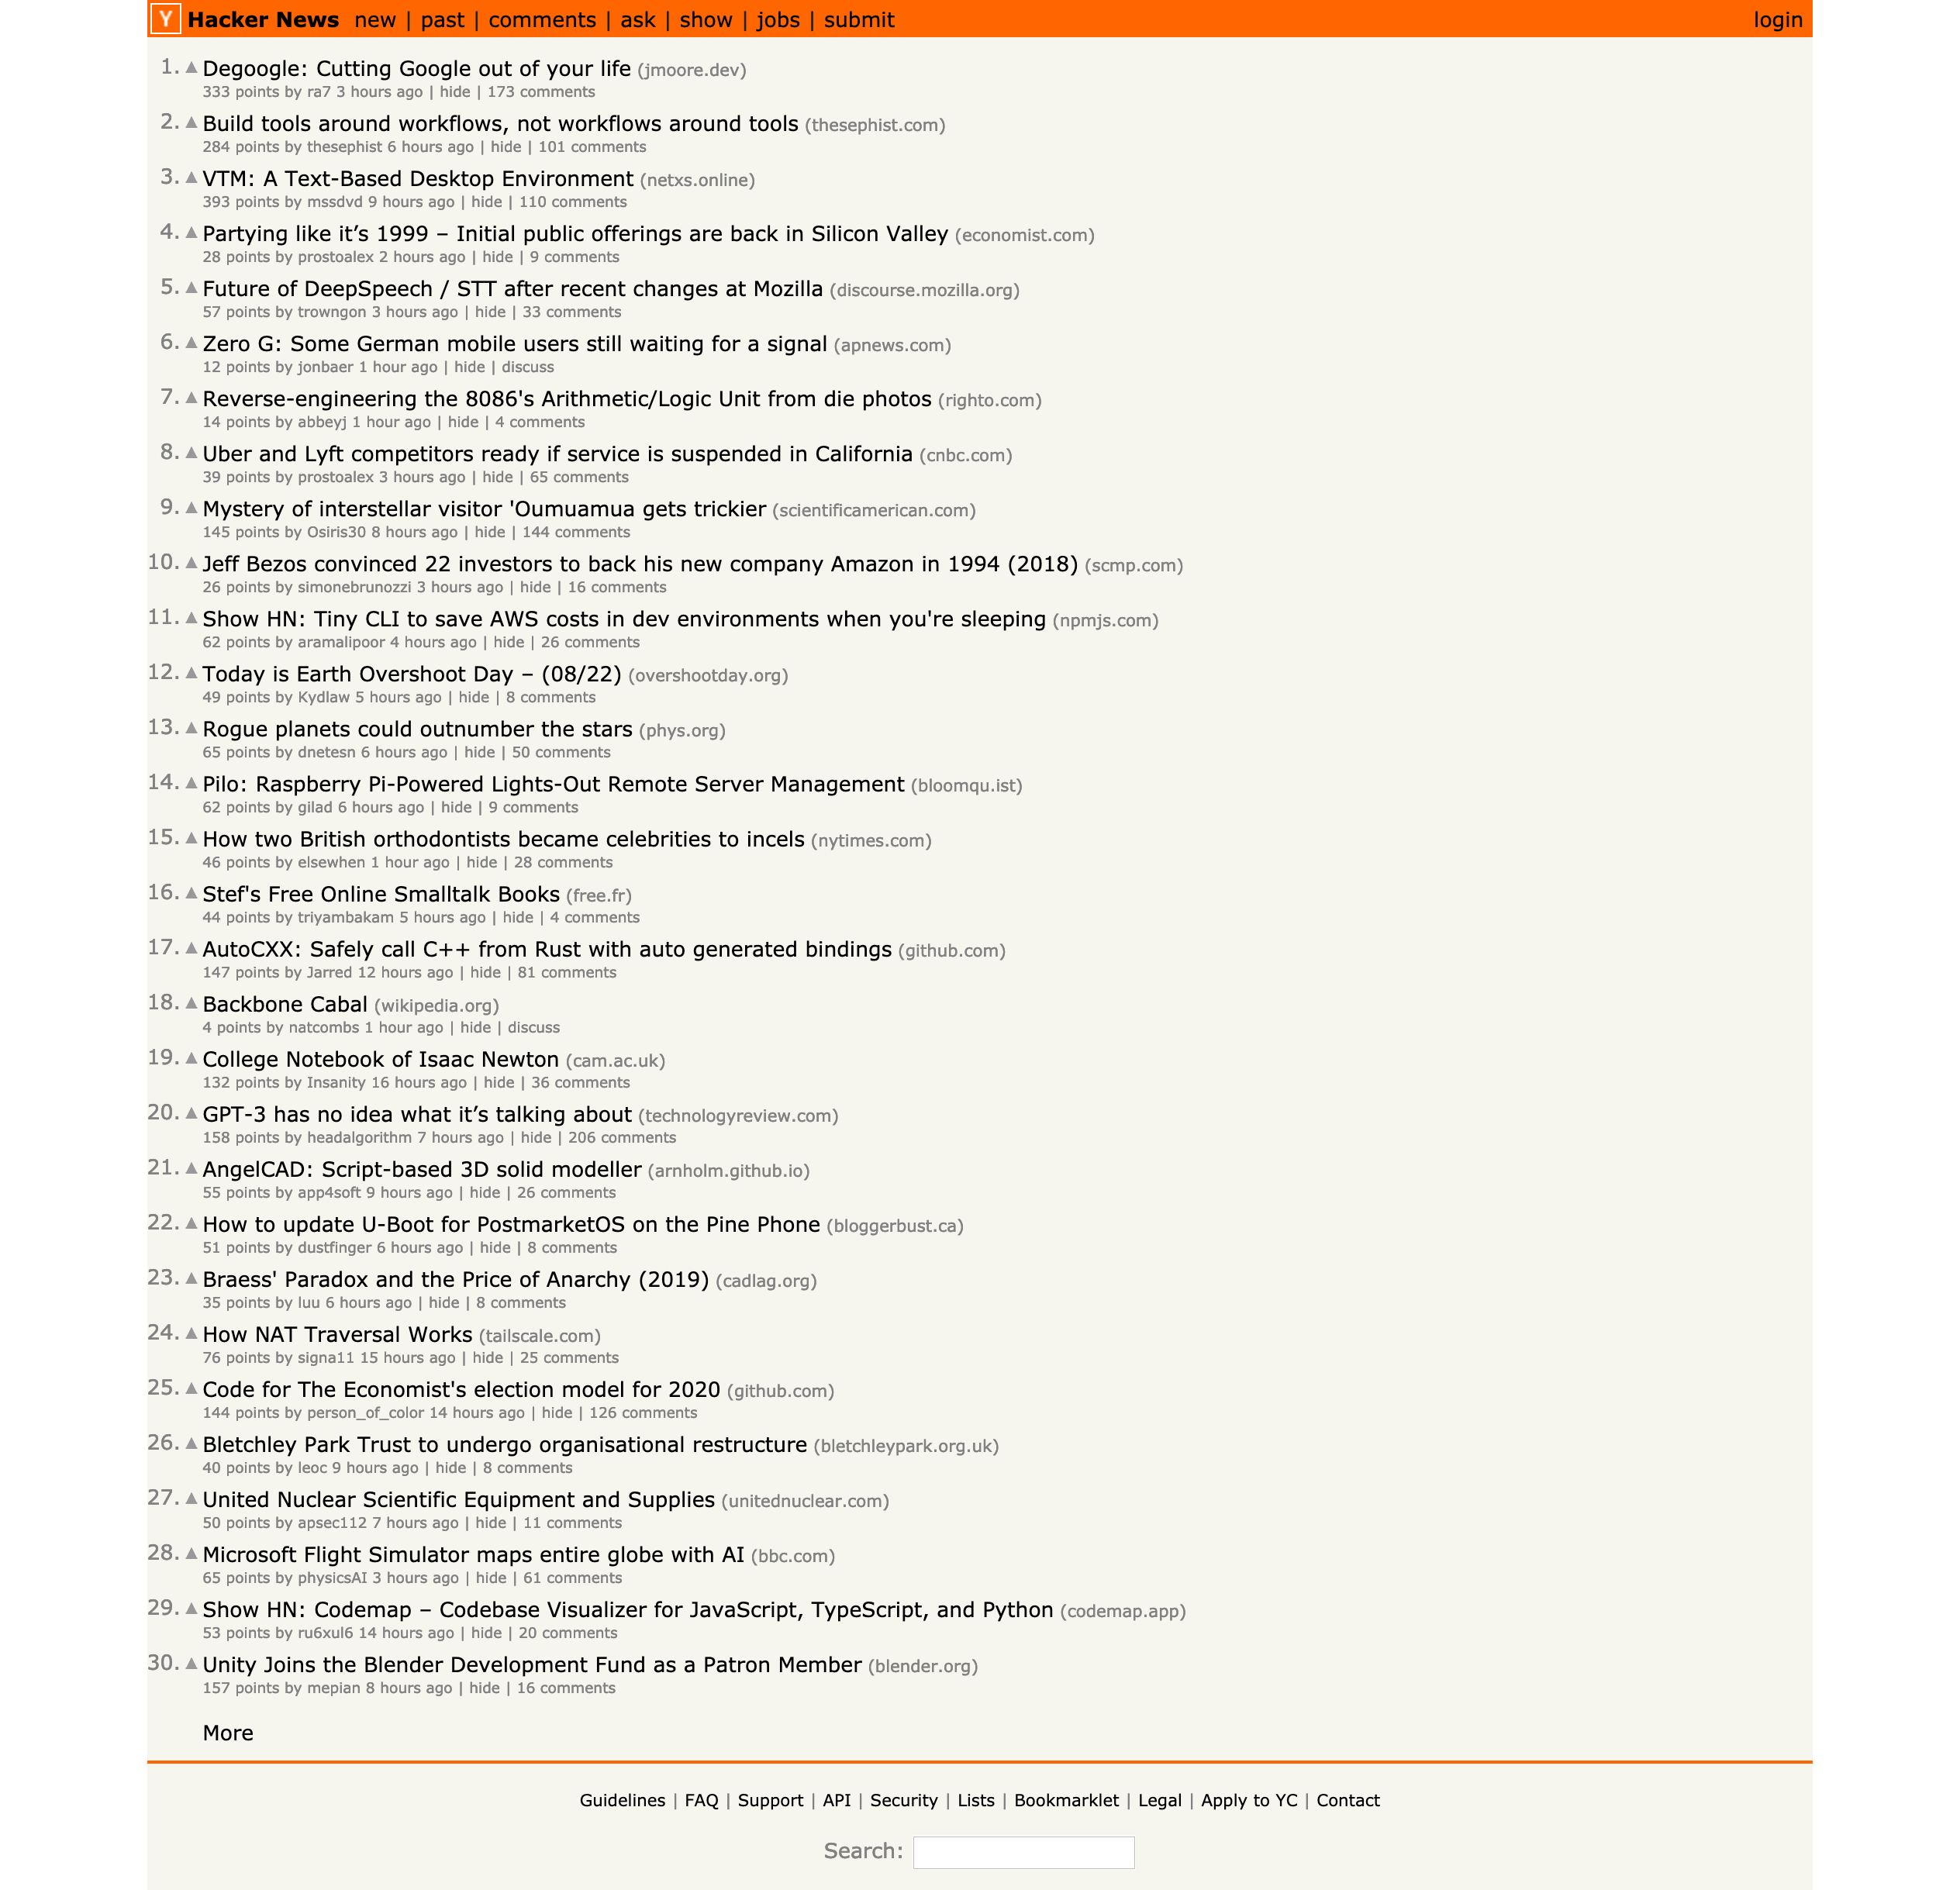 Y Hacker News new | past | comments | ask | show | jobs | submit login
1. ▲ Degoogle: Cutting Google out of your life (jmoore.dev)
333 points by ra7 3 hours ago | hide | 173 comments
2. ▲ Build tools around workflows, not workflows around tools (thesephist.com)
284 points by thesephist 6 hours ago | hide | 101 comments
3. ▲ VTM: A Text-Based Desktop Environment (netxs.online)
393 points by mssdvd 9 hours ago | hide | 110 comments
4. ▲ Partying like it’s 1999 – Initial public offerings are back in Silicon Valley (economist.com)
28 points by prostoalex 2 hours ago | hide | 9 comments
5. ▲ Future of DeepSpeech / STT after recent changes at Mozilla (discourse.mozilla.org)
57 points by trowngon 3 hours ago | hide | 33 comments
6. ▲ Zero G: Some German mobile users still waiting for a signal (apnews.com)
12 points by jonbaer 1 hour ago | hide | discuss
7. ▲ Reverse-engineering the 8086's Arithmetic/Logic Unit from die photos (righto.com)
14 points by abbeyj 1 hour ago | hide | 4 comments
8. ▲ Uber and Lyft competitors ready if service is suspended in California (cnbc.com)
39 points by prostoalex 3 hours ago | hide | 65 comments
9. ▲ Mystery of interstellar visitor 'Oumuamua gets trickier (scientificamerican.com)
145 points by Osiris30 8 hours ago | hide | 144 comments
10. ▲ Jeff Bezos convinced 22 investors to back his new company Amazon in 1994 (2018) (scmp.com)
26 points by simonebrunozzi 3 hours ago | hide | 16 comments
11. ▲ Show HN: Tiny CLI to save AWS costs in dev environments when you're sleeping (npmjs.com)
62 points by aramalipoor 4 hours ago | hide | 26 comments
12. ▲ Today is Earth Overshoot Day – (08/22) (overshootday.org)
49 points by Kydlaw 5 hours ago | hide | 8 comments
13. ▲ Rogue planets could outnumber the stars (phys.org)
65 points by dnetesn 6 hours ago | hide | 50 comments
14. ▲ Pilo: Raspberry Pi-Powered Lights-Out Remote Server Management (bloomqu.ist)
62 points by gilad 6 hours ago | hide | 9 comments
15. ▲ How two British orthodontists became celebrities to incels (nytimes.com)
46 points by elsewhen 1 hour ago | hide | 28 comments
16. ▲ Stef's Free Online Smalltalk Books (free.fr)
44 points by triyambakam 5 hours ago | hide | 4 comments
17. ▲ AutoCXX: Safely call C++ from Rust with auto generated bindings (github.com)
147 points by Jarred 12 hours ago | hide | 81 comments
18. ▲ Backbone Cabal (wikipedia.org)
4 points by natcombs 1 hour ago | hide | discuss
19. ▲ College Notebook of Isaac Newton (cam.ac.uk)
132 points by Insanity 16 hours ago | hide | 36 comments
20. ▲ GPT-3 has no idea what it’s talking about (technologyreview.com)
158 points by headalgorithm 7 hours ago | hide | 206 comments
21. ▲ AngelCAD: Script-based 3D solid modeller (arnholm.github.io)
55 points by app4soft 9 hours ago | hide | 26 comments
22. ▲ How to update U-Boot for PostmarketOS on the Pine Phone (bloggerbust.ca)
51 points by dustfinger 6 hours ago | hide | 8 comments
23. ▲ Braess' Paradox and the Price of Anarchy (2019) (cadlag.org)
35 points by luu 6 hours ago | hide | 8 comments
24. ▲ How NAT Traversal Works (tailscale.com)
76 points by signa11 15 hours ago | hide | 25 comments
25. ▲ Code for The Economist's election model for 2020 (github.com)
144 points by person_of_color 14 hours ago | hide | 126 comments
26. ▲ Bletchley Park Trust to undergo organisational restructure (bletchleypark.org.uk)
40 points by leoc 9 hours ago | hide | 8 comments
27. ▲ United Nuclear Scientific Equipment and Supplies (unitednuclear.com)
50 points by apsec112 7 hours ago | hide | 11 comments
28. ▲ Microsoft Flight Simulator maps entire globe with AI (bbc.com)
65 points by physicsAI 3 hours ago | hide | 61 comments
29. ▲ Show HN: Codemap – Codebase Visualizer for JavaScript, TypeScript, and Python (codemap.app)
53 points by ru6xul6 14 hours ago | hide | 20 comments
30. ▲ Unity Joins the Blender Development Fund as a Patron Member (blender.org)
157 points by mepian 8 hours ago | hide | 16 comments
More
Guidelines | FAQ | Support | API | Security | Lists | Bookmarklet | Legal | Apply to YC | Contact
Search: